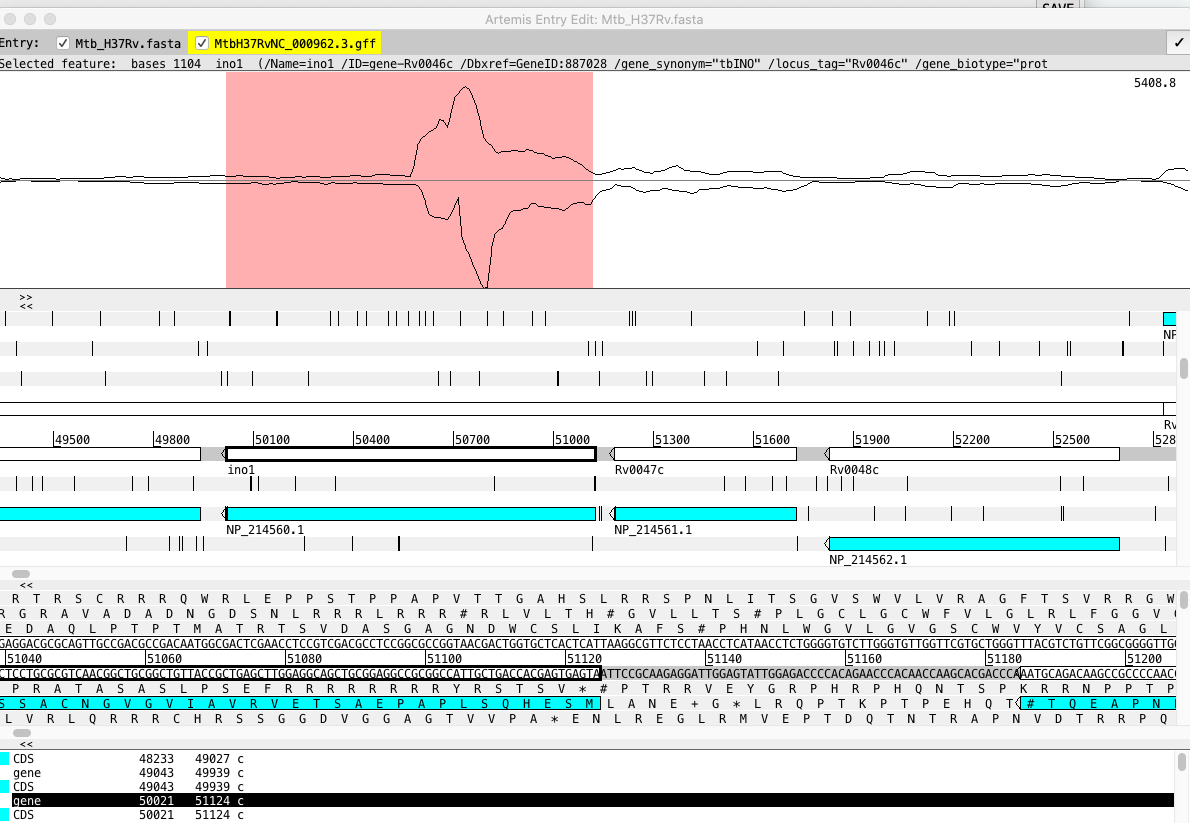 SAVE
Artemis Entry Edit: Mtb_H37Rv.fasta
Entry: ✓ Mtb_H37Rv.fasta ✓ MtbH37RvNC_000962.3.gff ✓
Selected feature: bases 1104 ino1 (/Name=ino1 /ID=gene-Rv0046c /Dbxref=GeneID:887028 /gene_synonym="tbINO" /locus_tag="Rv0046c" /gene_biotype="prot
5408.8
>>
<<
NP
Rv
49500 49800 50100 50400 50700 51000 51300 51600 51900 52200 52500 528
ino1 Rv0047c Rv0048c
NP_214560.1 NP_214561.1
NP_214562.1
<<
R T R S C R R R Q W R L E P P S T P P A P V T T G A H S L R R S P N L I T S G V S W V L V R A G F T S V R R G W
R G R A V A D A D N G D S N L R R R L R R R # R L V L T H # G V L L T S # P L G C L G C W F V L G L R L F G G V
E D A Q L P T P T M A T R T S V D A S G A G N D W C S L I K A F S # P H N L W G V L G V G S C W V Y V C S A G L
GAGGACGCGCAGTTGCCGACGCCGACAATGGCGACTCGAACCTCCGTCGACGCCTCCGGCGCCGGTAACGACTGGTGCTCACTCATTAAGGCGTTCTCCTAACCTCATAACCTCTGGGGTGTCTTGGGTGTTGGTTCGTGCTGGGTTTACGTCTGTTCGGCGGGGTTG
51040 51060 51080 51100 51120 51140 51160 51180 51200
CTCCTGCGCGTCAACGGCTGCGGCTGTTACCGCTGAGCTTGGAGGCAGCTGCGGAGGCCGCGGCCATTGCTGACCACGAGTGAGTAATTCCGCAAGAGGATTGGAGTATTGGAGACCCCACAGAACCCACAACCAAGCACGACCCAAATGCAGACAAGCCGCCCCAAC
P R A T A S A S L P S E F R R R R R R R Y R S T S V * # P T R R V E Y G R P H R P H Q N T S P K R R N P P T P
S S A C N G V G V I A V R V E T S A E P A P L S Q H E S M L A N E + G * L R Q P T K P T P E H Q T # T Q E A P N
L V R L Q R R R C H R S S G G D V G G A G T V V P A * E N L R E G L R M V E P T D Q T N T R A P N V D T R R P Q
<<
CDS 48233 49027 c
gene 49043 49939 c
CDS 49043 49939 c
gene 50021 51124 c
CDS 50021 51124 c